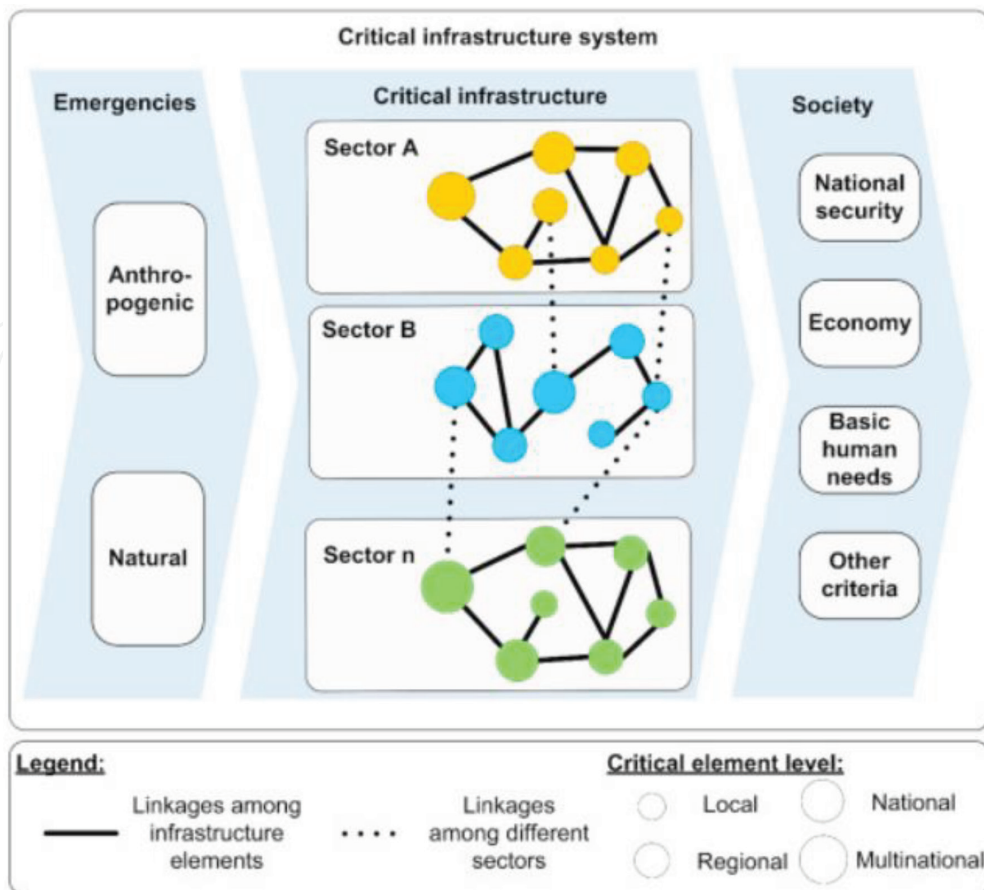 Critical infrastructure system
Emergencies
Anthro-
pogenic
Natural
Critical infrastructure
Sector A
Sector B
Sector n
Society
National
security
Economy
Basic
human
needs
Other
criteria
Legend:
Linkages among
infrastructure
elements
Linkages
among different
sectors
Critical element level:
Local
National
Regional
Multinational